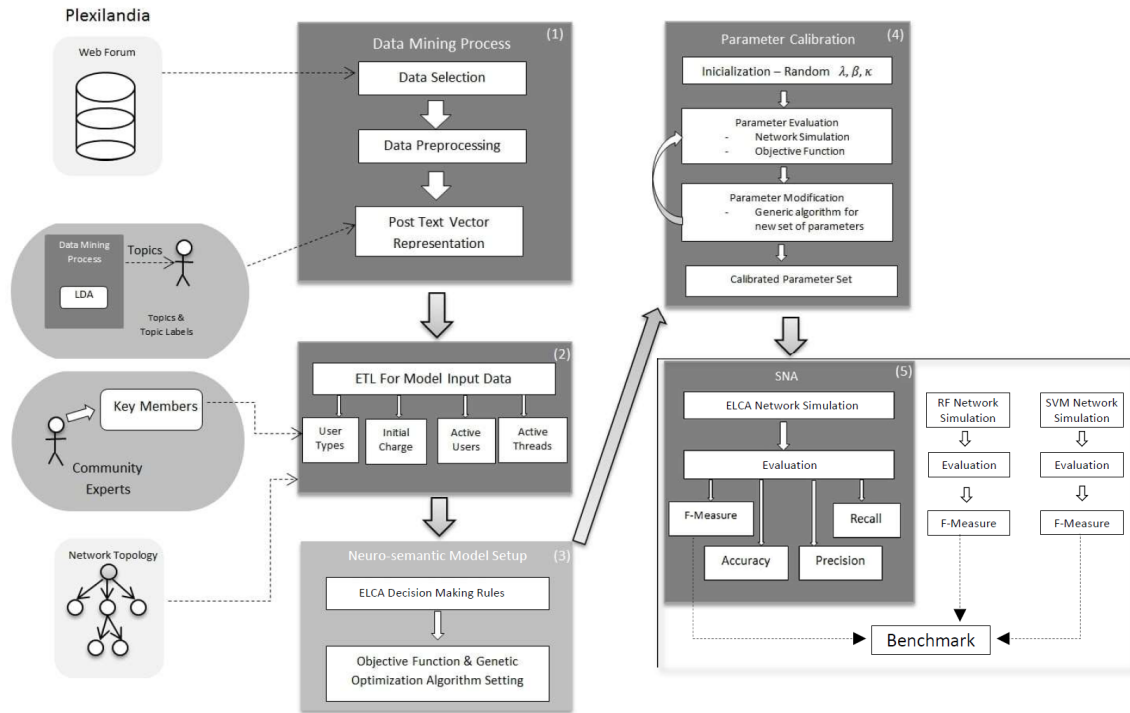 Plexilandia
Web Forum
Data Mining
Process
Topics
LDA
Topics &
Topic Labels
Key Members
Community
Experts
Network Topology
(1)
Data Mining Process
Data Selection
Data Preprocessing
Post Text Vector
Representation
(2)
ETL For Model Input Data
User
Types
Initial
Charge
Active
Users
Active
Threads
Neuro-semantic Model Setup
(3)
ELCA Decision Making Rules
Objective Function & Genetic
Optimization Algorithm Setting
(4)
Parameter Calibration
Inicialization – Random λ, β, κ
Parameter Evaluation
- Network Simulation
- Objective Function
Parameter Modification
- Generic algorithm for
new set of parameters
Calibrated Parameter Set
SNA
(5)
ELCA Network Simulation
Evaluation
F-Measure
Accuracy
Precision
Recall
RF Network
Simulation
Evaluation
F-Measure
SVM Network
Simulation
Evaluation
F-Measure
Benchmark